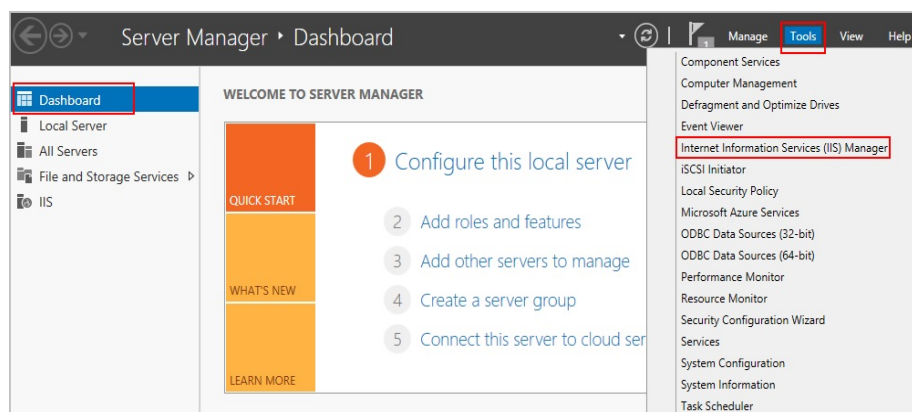 Server Manager • Dashboard
1
Manage
Tools
View
Help
Dashboard
Local Server
All Servers
File and Storage Services
IIS
WELCOME TO SERVER MANAGER
QUICK START
WHAT'S NEW
LEARN MORE
1 Configure this local server
2 Add roles and features
3 Add other servers to manage
4 Create a server group
5 Connect this server to cloud ser
Component Services
Computer Management
Defragment and Optimize Drives
Event Viewer
Internet Information Services (IIS) Manager
iSCSI Initiator
Local Security Policy
Microsoft Azure Services
ODBC Data Sources (32-bit)
ODBC Data Sources (64-bit)
Performance Monitor
Resource Monitor
Security Configuration Wizard
Services
System Configuration
System Information
Task Scheduler